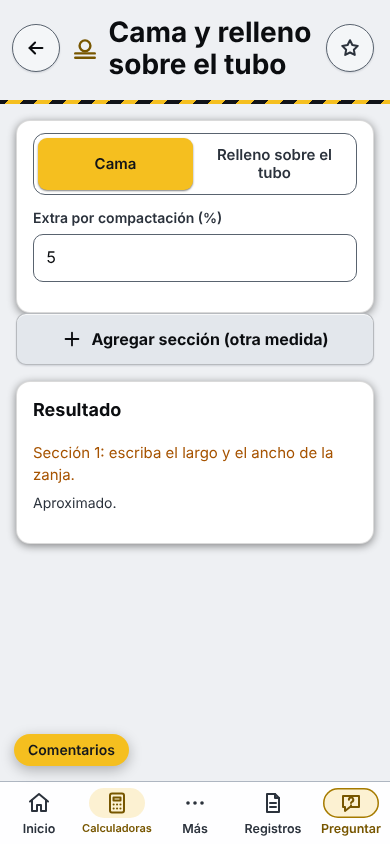 Cama y relleno
sobre el tubo
Cama
Relleno sobre el
tubo
Extra por compactación (%)
5
Agregar sección (otra medida)
Resultado
Sección 1: escriba el largo y el ancho de la
zanja.
Aproximado.
Comentarios
Inicio
Calculadoras
Más
Registros
Preguntar